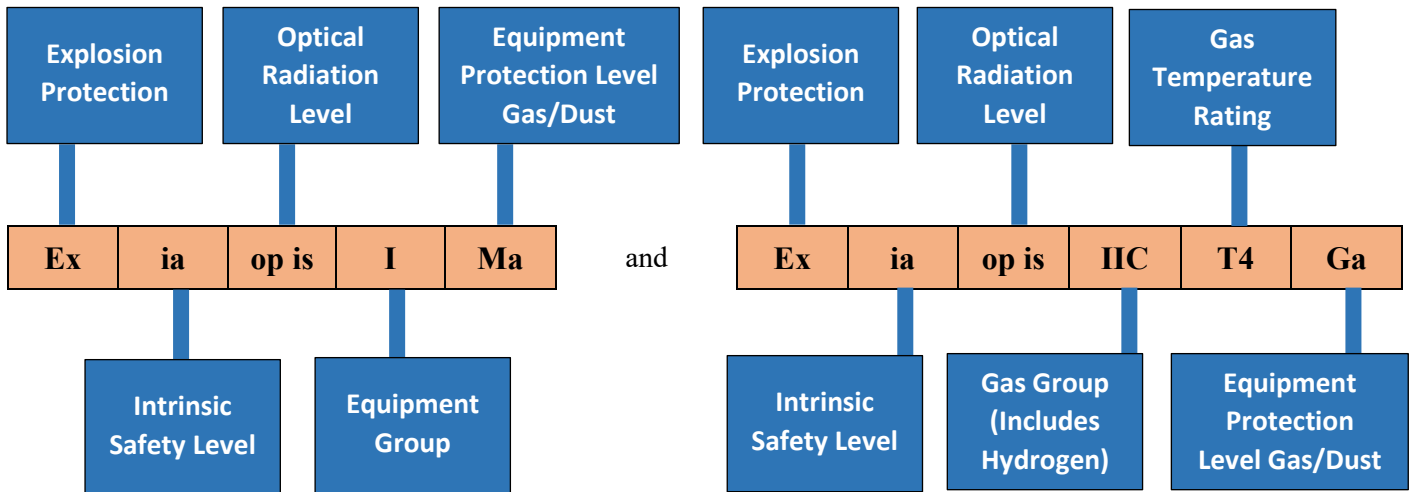 Explosion
Protection
Optical
Radiation
Level
Equipment
Protection Level
Gas/Dust
Explosion
Protection
Optical
Radiation
Level
Gas
Temperature
Rating
Ex ia op is I Ma and Ex ia op is IIC T4 Ga
Intrinsic
Safety Level
Equipment
Group
Intrinsic
Safety Level
Gas Group
(Includes
Hydrogen)
Equipment
Protection
Level Gas/Dust